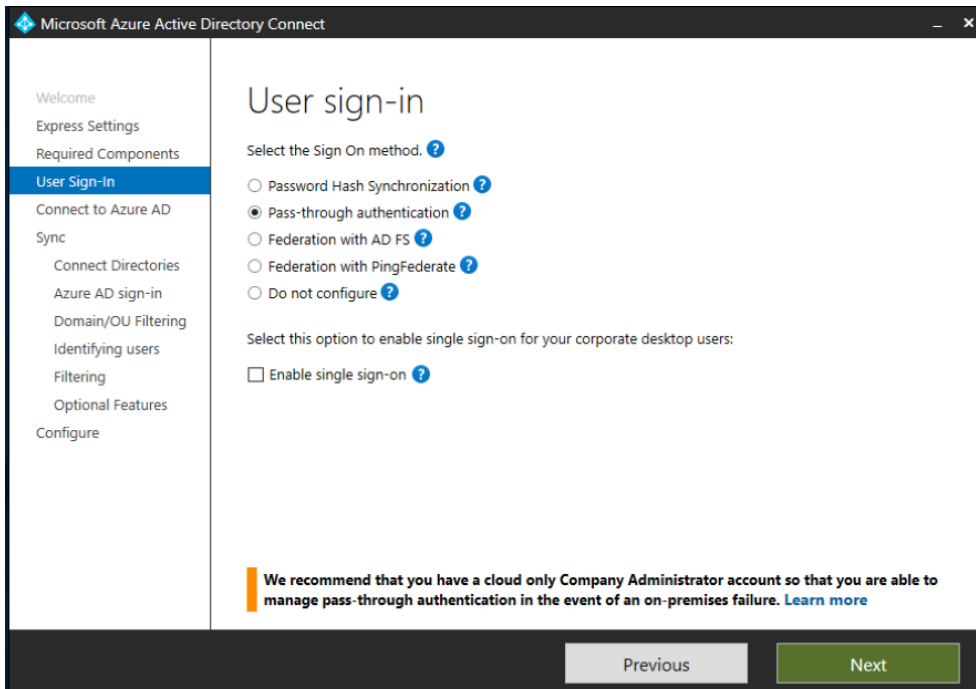 Microsoft Azure Active Directory Connect
Welcome
Express Settings
Required Components
User Sign-In
Connect to Azure AD
Sync
Connect Directories
Azure AD sign-in
Domain/OU Filtering
Identifying users
Filtering
Optional Features
Configure
User sign-in
Select the Sign On method. ?
Password Hash Synchronization ?
Pass-through authentication ?
Federation with AD FS ?
Federation with PingFederate ?
Do not configure ?
Select this option to enable single sign-on for your corporate desktop users:
Enable single sign-on ?
We recommend that you have a cloud only Company Administrator account so that you are able to
manage pass-through authentication in the event of an on-premises failure. Learn more
Previous
Next